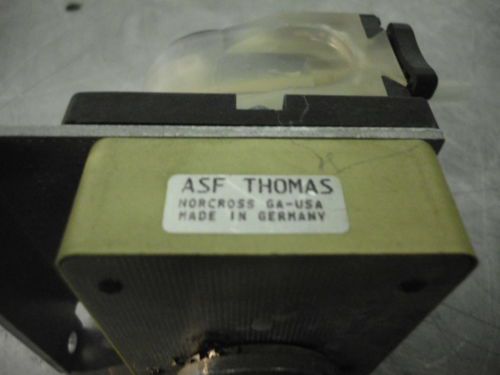 ASF THOMAS
NORCROSS GA-USA
MADE IN GERMANY